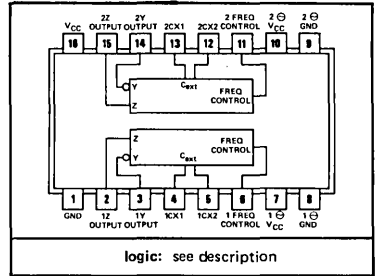 2Z 2Y 2 FREQ 2 ⊖ 2 ⊖
VCC OUTPUT OUTPUT 2CX1 2CX2 CONTROL VCC GND
16 15 14 13 12 11 10 9
Cext
Y FREQ
Z CONTROL
Z FREQ
Y CONTROL
Cext
1 2 3 4 5 6 7 8
GND 1Z 1Y 1CX1 1CX2 1 FREQ 1 ⊖ 1 ⊖
OUTPUT OUTPUT CONTROL VCC GND
logic: see description